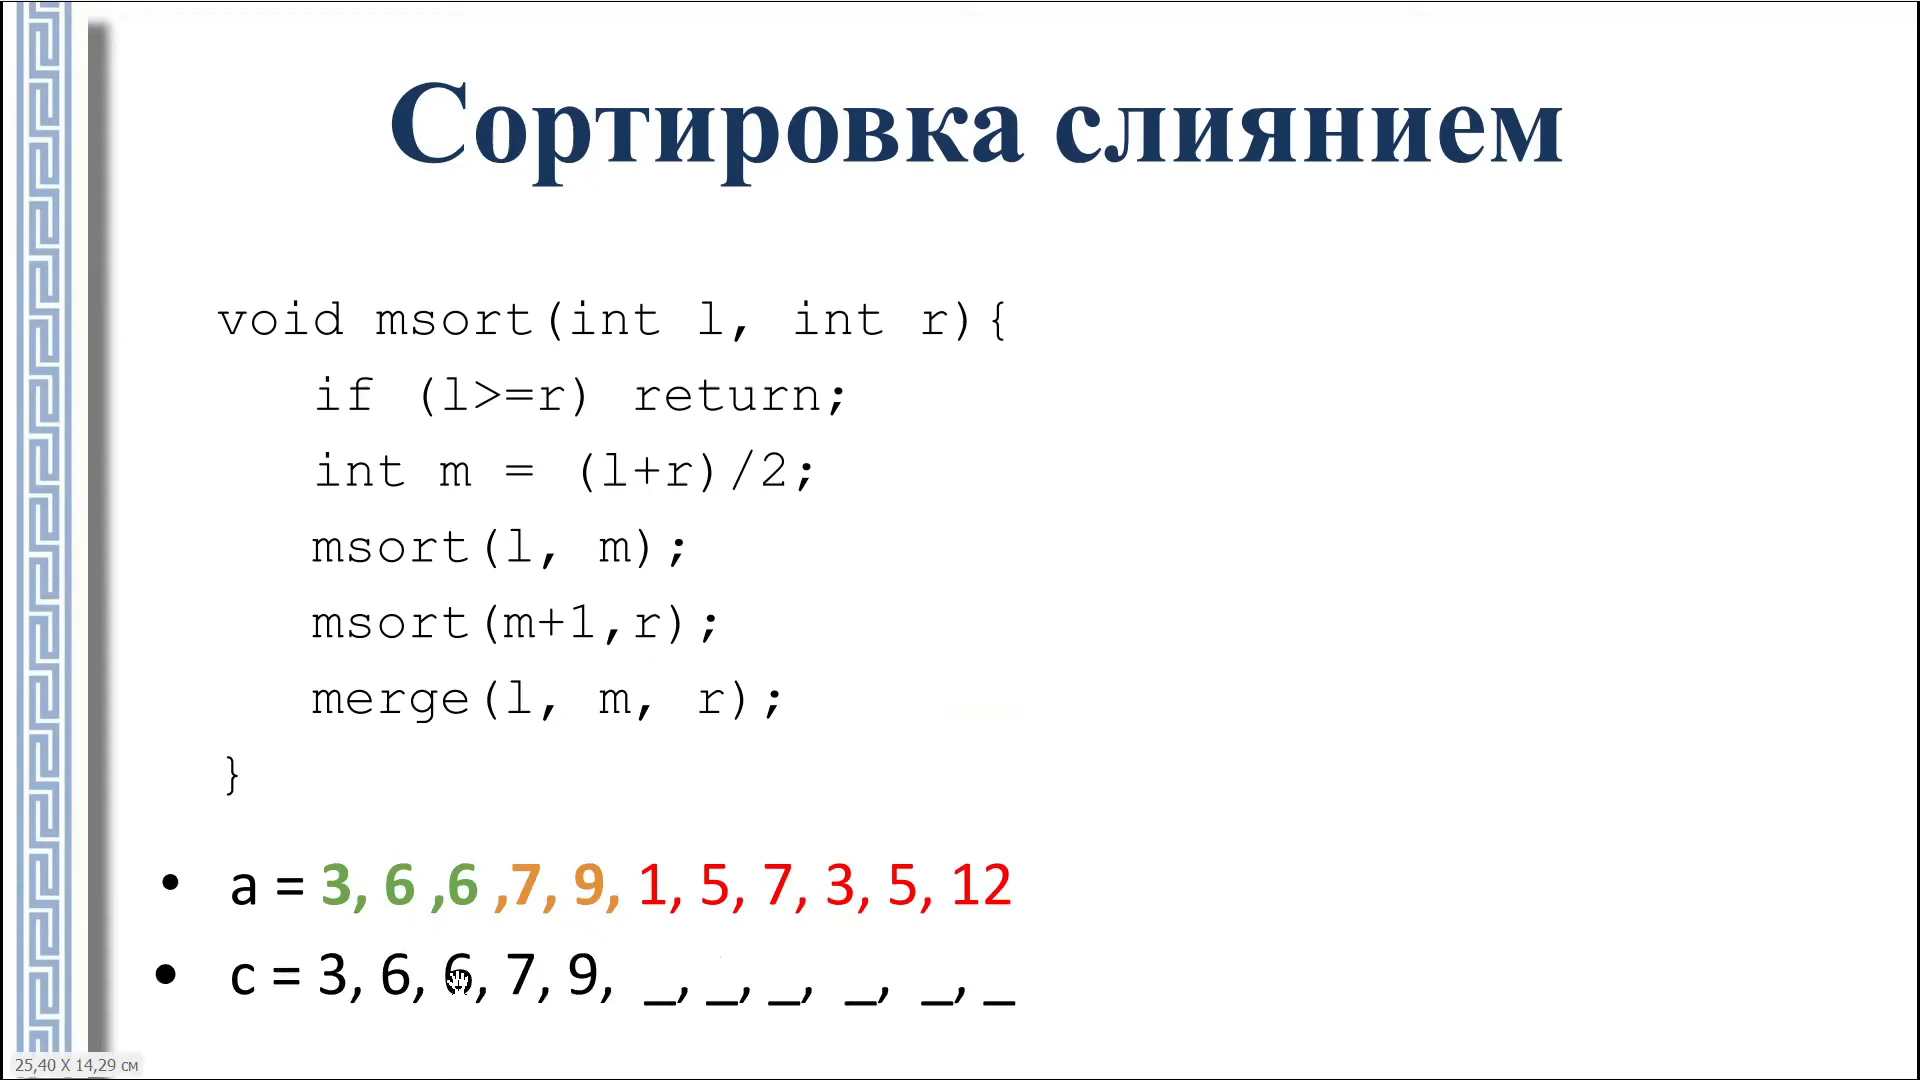 Сортировка слиянием
void msort(int l, int r){
if (l>=r) return;
int m = (l+r)/2;
msort(l, m);
msort(m+1,r);
merge(l, m, r);
}
• a = 3, 6 ,6 ,7, 9, 1, 5, 7, 3, 5, 12
• c = 3, 6, 6, 7, 9, _, _, _, _, _, _
25,40 X 14,29 см